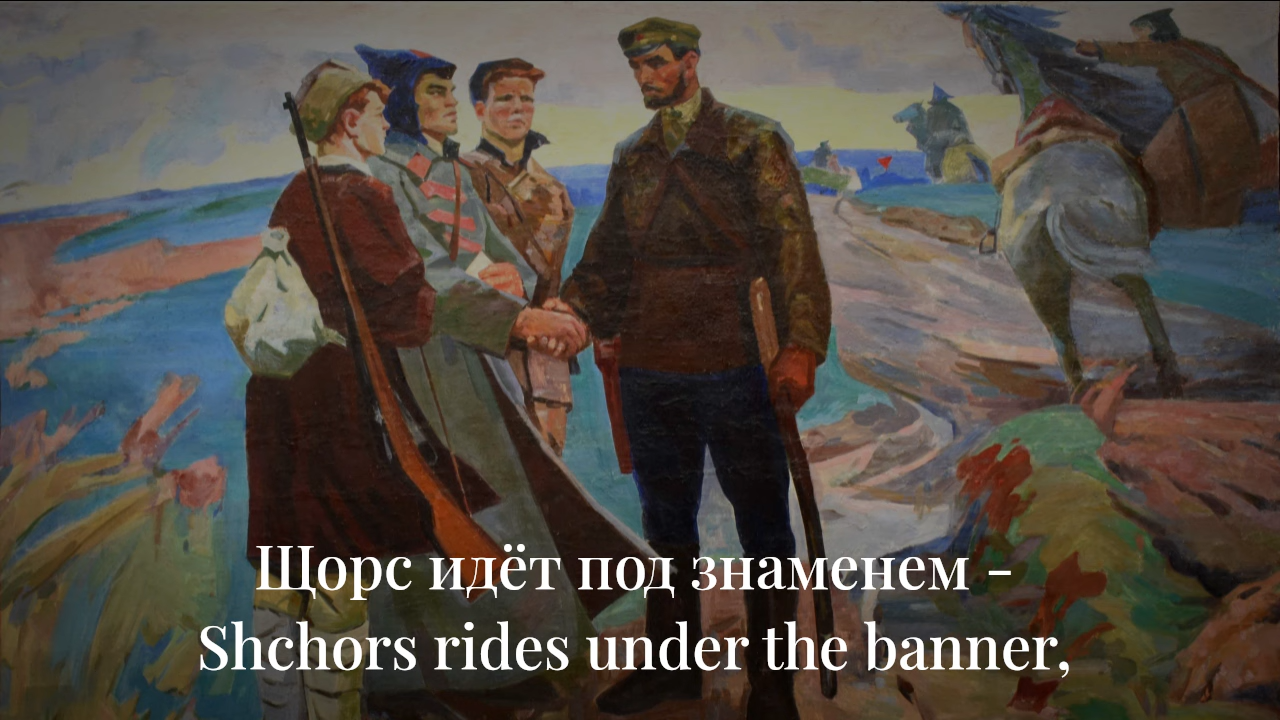 Щорс идёт под знаменем -
Shchors rides under the banner,